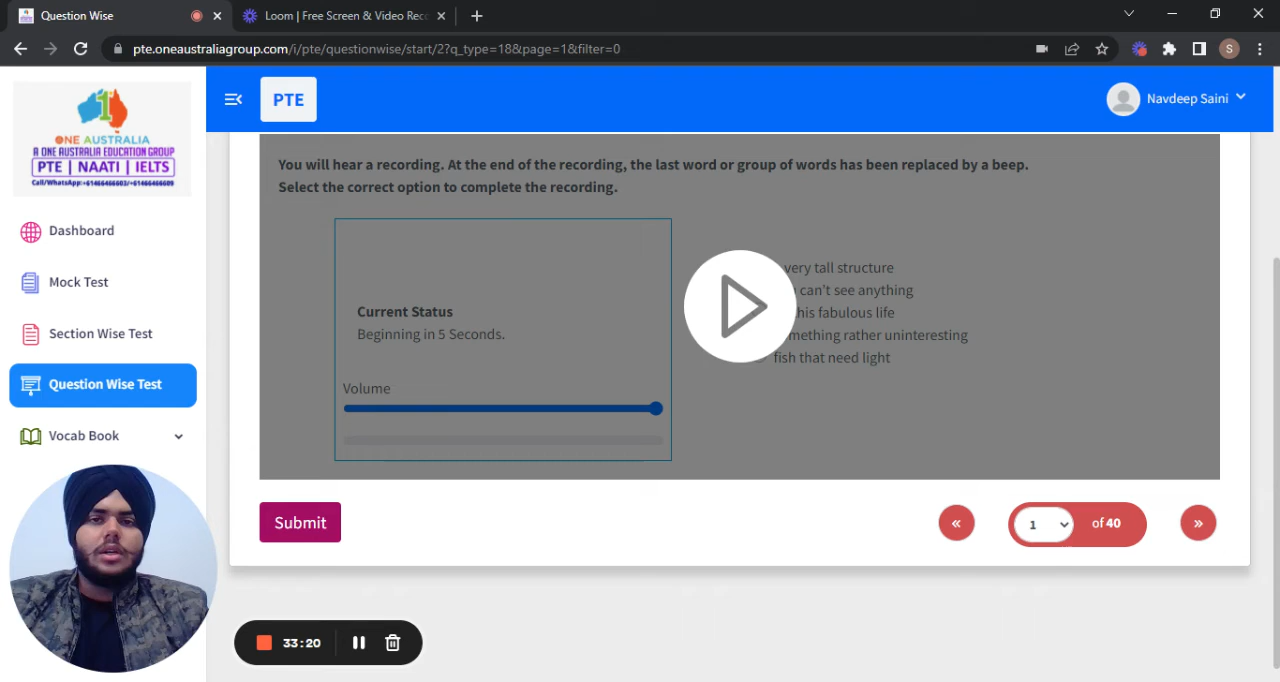 Question Wise
Loom | Free Screen & Video Rec
pte.oneaustraliagroup.com/i/pte/questionwise/start/2?q_type=18&page=1&filter=0
S
1
ONE AUSTRALIA
A ONE AUSTRALIA EDUCATION GROUP
PTE | NAATI | IELTS
Call/WhatsApp:+61466466603/+61466466609
PTE
Navdeep Saini
Dashboard
Mock Test
Section Wise Test
Question Wise Test
Vocab Book
You will hear a recording. At the end of the recording, the last word or group of words has been replaced by a beep.
Select the correct option to complete the recording.
Current Status
Beginning in 5 Seconds.
Volume
very tall structure
can't see anything
his fabulous life
mething rather uninteresting
fish that need light
Submit
«
1
of 40
»
33:20